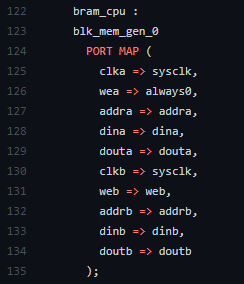 122 bram_cpu :
123 blk_mem_gen_0
124 PORT MAP (
125 clka => sysclk,
126 wea => always0,
127 addra => addra,
128 dina => dina,
129 douta => douta,
130 clkb => sysclk,
131 web => web,
132 addrb => addrb,
133 dinb => dinb,
134 doutb => doutb
135 );